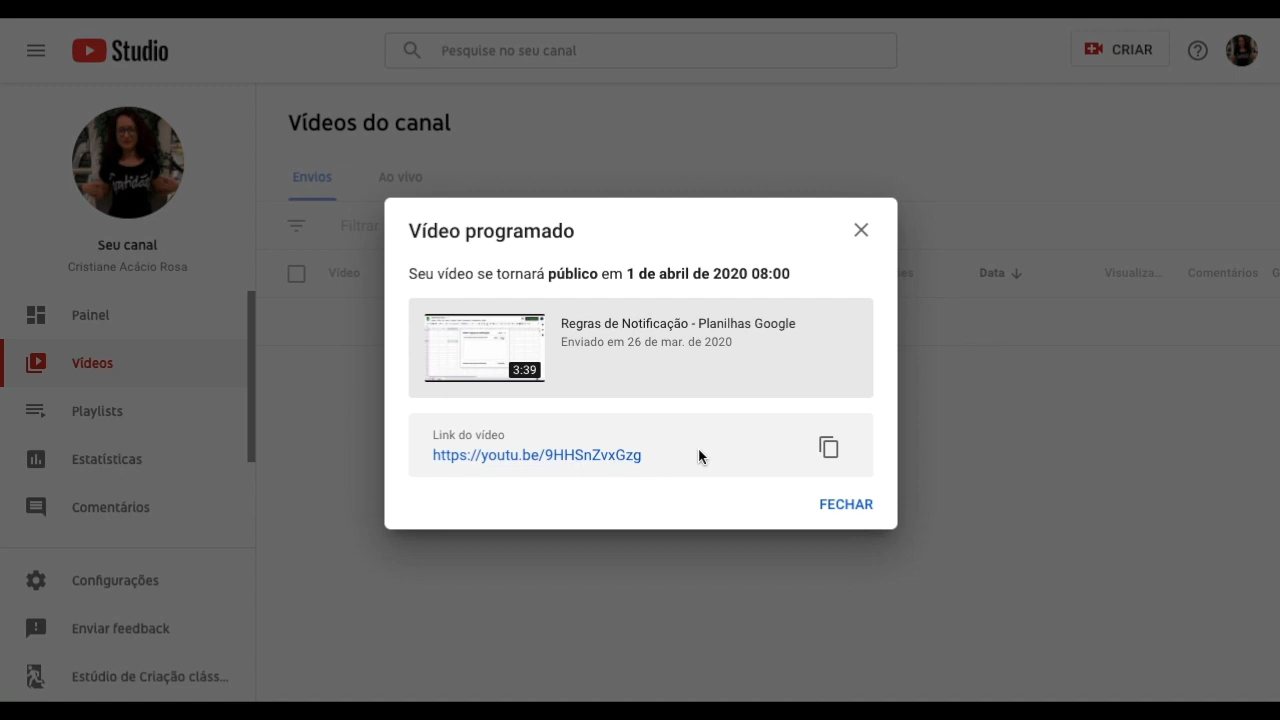 Studio
Pesquise no seu canal
CRIAR
Seu canal
Cristiane Acácio Rosa
Painel
Vídeos
Playlists
Estatísticas
Comentários
Configurações
Enviar feedback
Estúdio de Criação cláss...
Vídeos do canal
Envios
Ao vivo
Filtrar
Vídeo
Data
Visualiza...
Comentários
Vídeo programado
Seu vídeo se tornará público em 1 de abril de 2020 08:00
3:39
Regras de Notificação - Planilhas Google
Enviado em 26 de mar. de 2020
Link do vídeo
https://youtu.be/9HHSnZvxGzg
FECHAR